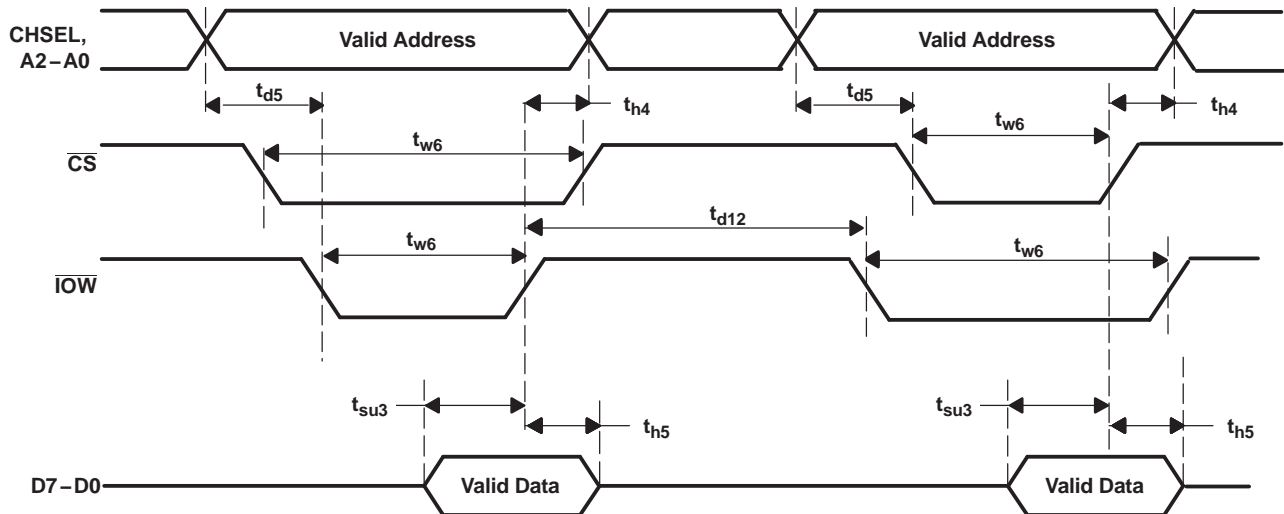 CHSEL,
A2–A0
Valid Address
Valid Address
td5
th4
td5
th4
tw6
tw6
CS
td12
tw6
tw6
IOW
tsu3
th5
tsu3
th5
D7–D0
Valid Data
Valid Data